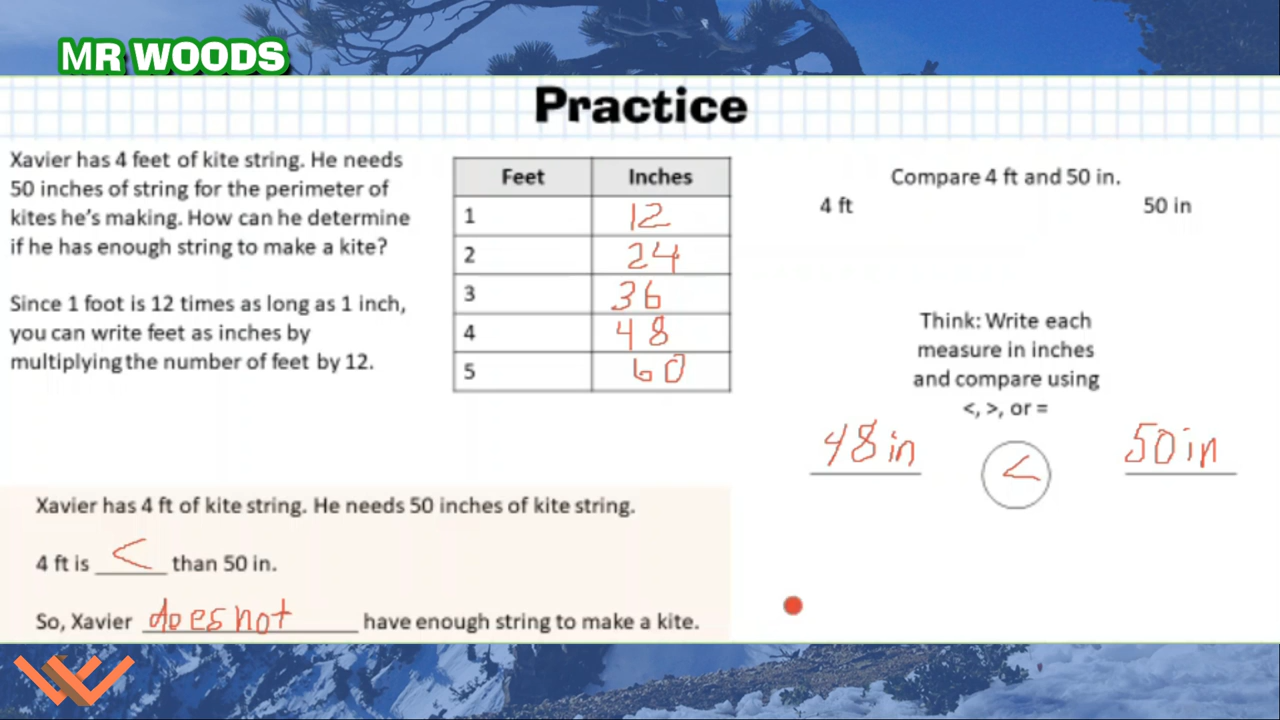 MR WOODS
Practice
Xavier has 4 feet of kite string. He needs
50 inches of string for the perimeter of
kites he's making. How can he determine
if he has enough string to make a kite?
Since 1 foot is 12 times as long as 1 inch,
you can write feet as inches by
multiplying the number of feet by 12.
Feet Inches
1 12
2 24
3 36
4 48
5 60
Compare 4 ft and 50 in.
4 ft 50 in
Think: Write each
measure in inches
and compare using
<, >, or =
48 in < 50 in
Xavier has 4 ft of kite string. He needs 50 inches of kite string.
4 ft is < than 50 in.
So, Xavier does not have enough string to make a kite.